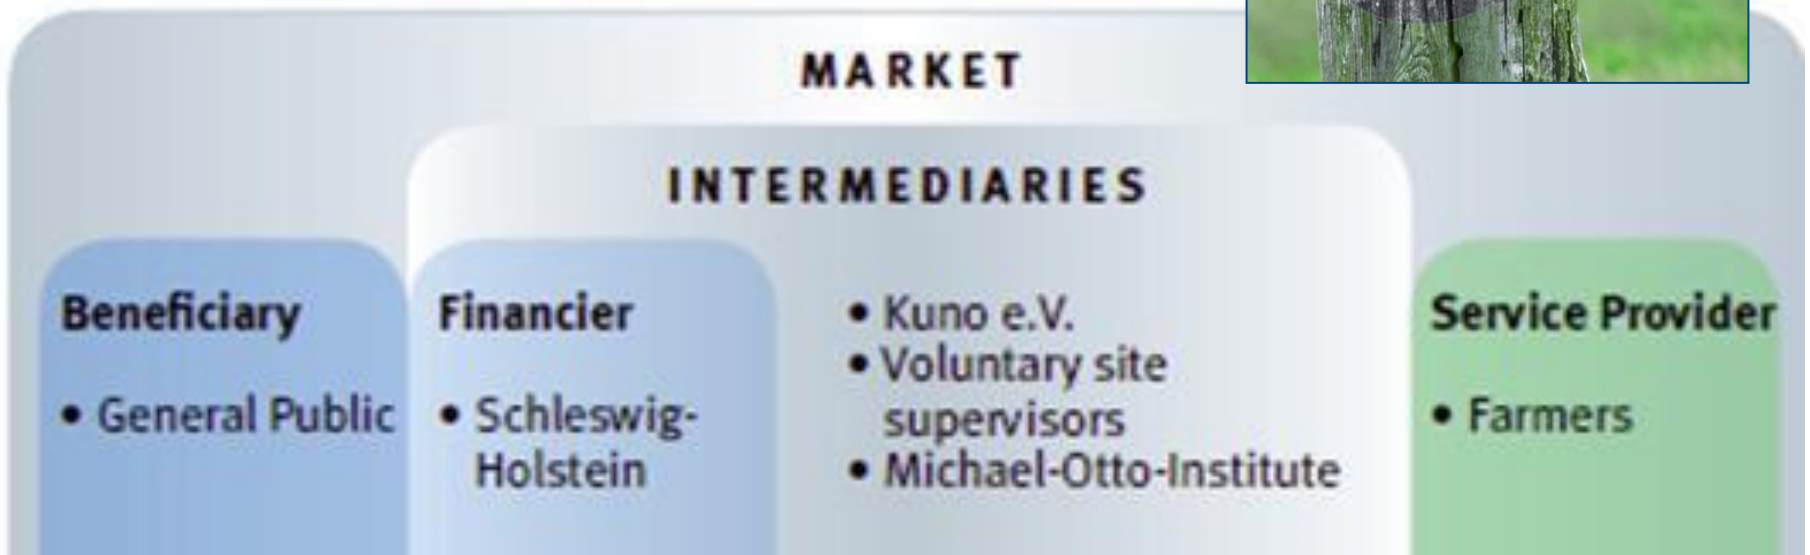 MARKET
INTERMEDIARIES
Beneficiary
• General Public
Financier
• Schleswig-
Holstein
• Kuno e.V.
• Voluntary site
supervisors
• Michael-Otto-Institute
Service Provider
• Farmers